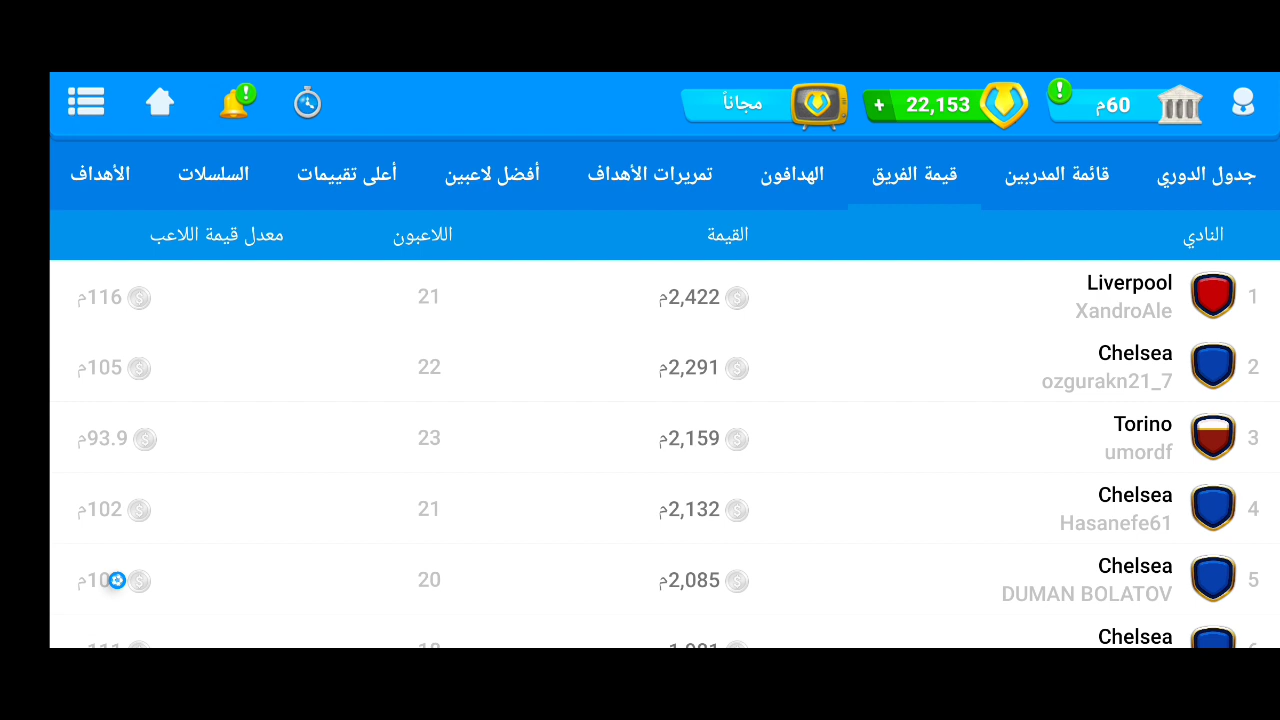 60م
22,153 +
مجاناً
جدول الدوري قائمة المدربين قيمة الفريق الهدافون تمريرات الأهداف أفضل لاعبين أعلى تقييمات السلسلات الأهداف
النادي القيمة اللاعبون معدل قيمة اللاعب
1 Liverpool 2,422م 21 116م
XandroAle
2 Chelsea 2,291م 22 105م
ozgurakn21_7
3 Torino 2,159م 23 93.9م
umordf
4 Chelsea 2,132م 21 102م
Hasanefe61
5 Chelsea 2,085م 20
DUMAN BOLATOV
Chelsea